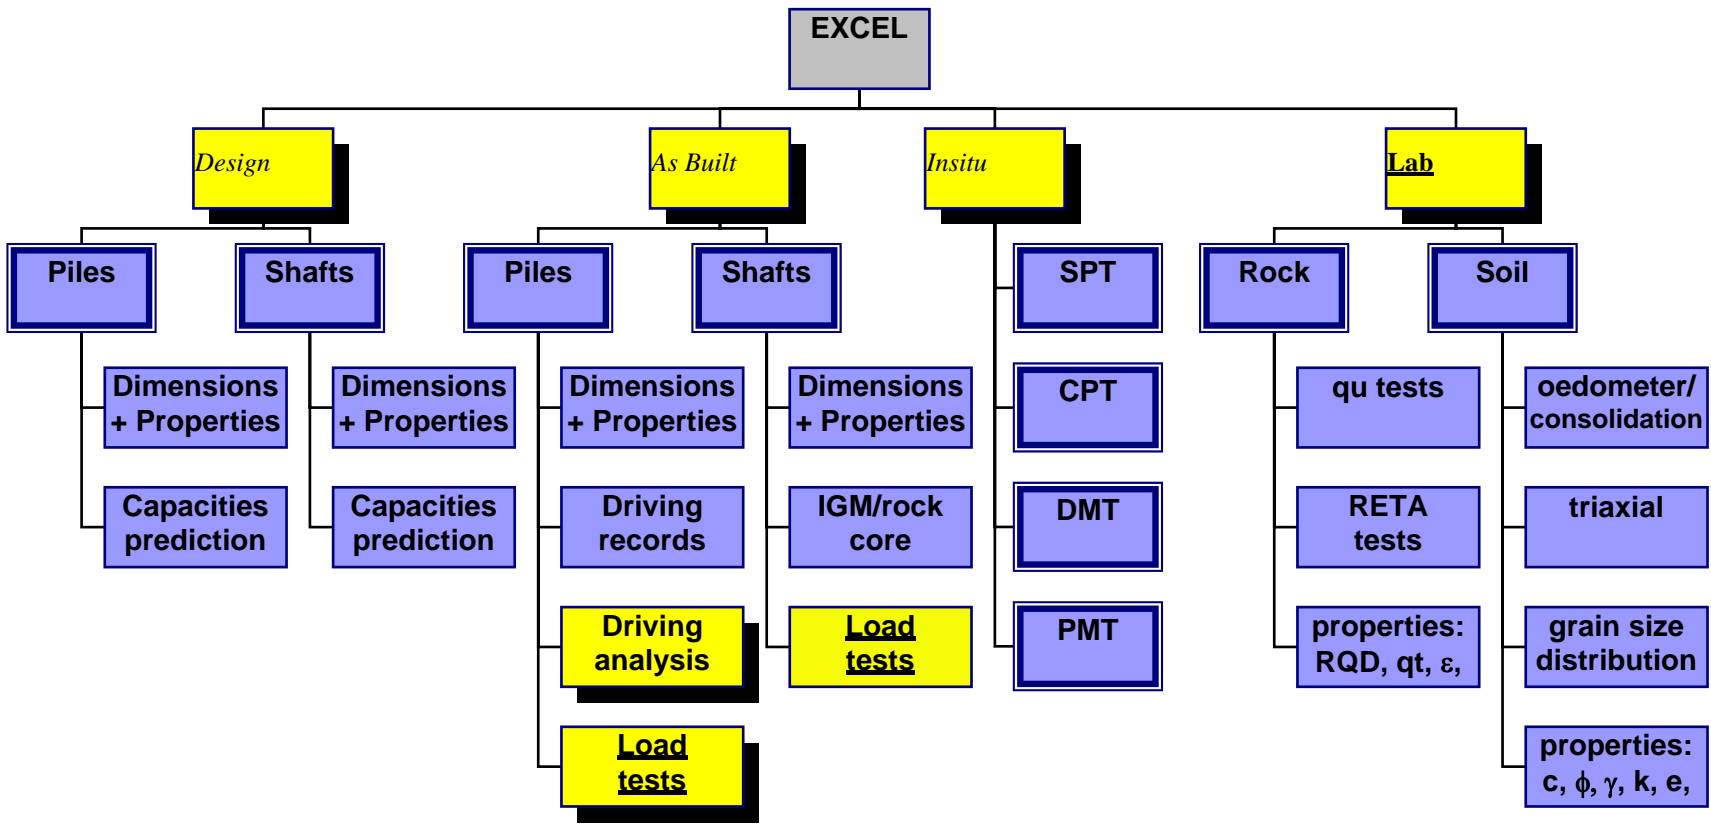 EXCEL
Design
As Built
Insitu
Lab
Piles
Shafts
Piles
Shafts
SPT
Rock
Soil
Dimensions
+ Properties
Dimensions
+ Properties
Dimensions
+ Properties
Dimensions
+ Properties
CPT
qu tests
oedometer/
consolidation
Capacities
prediction
Capacities
prediction
Driving
records
IGM/rock
core
DMT
RETA
tests
triaxial
Driving
analysis
Load
tests
PMT
properties:
RQD, qt, ε,
grain size
distribution
Load
tests
properties:
c, ϕ, γ, k, e,